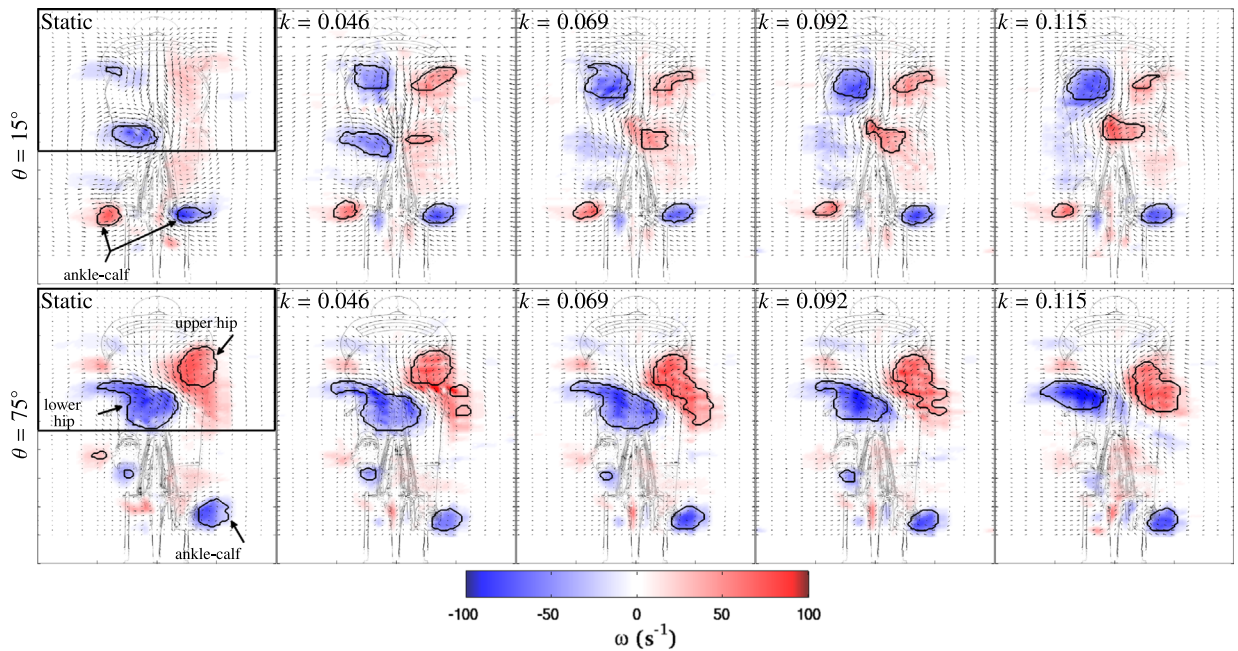 Static
k = 0.046
k = 0.069
k = 0.092
k = 0.115
θ = 15°
ankle-calf
Static
k = 0.046
k = 0.069
k = 0.092
k = 0.115
upper hip
lower
hip
θ = 75°
ankle-calf
-100
-50
0
50
100
ω (s⁻¹)